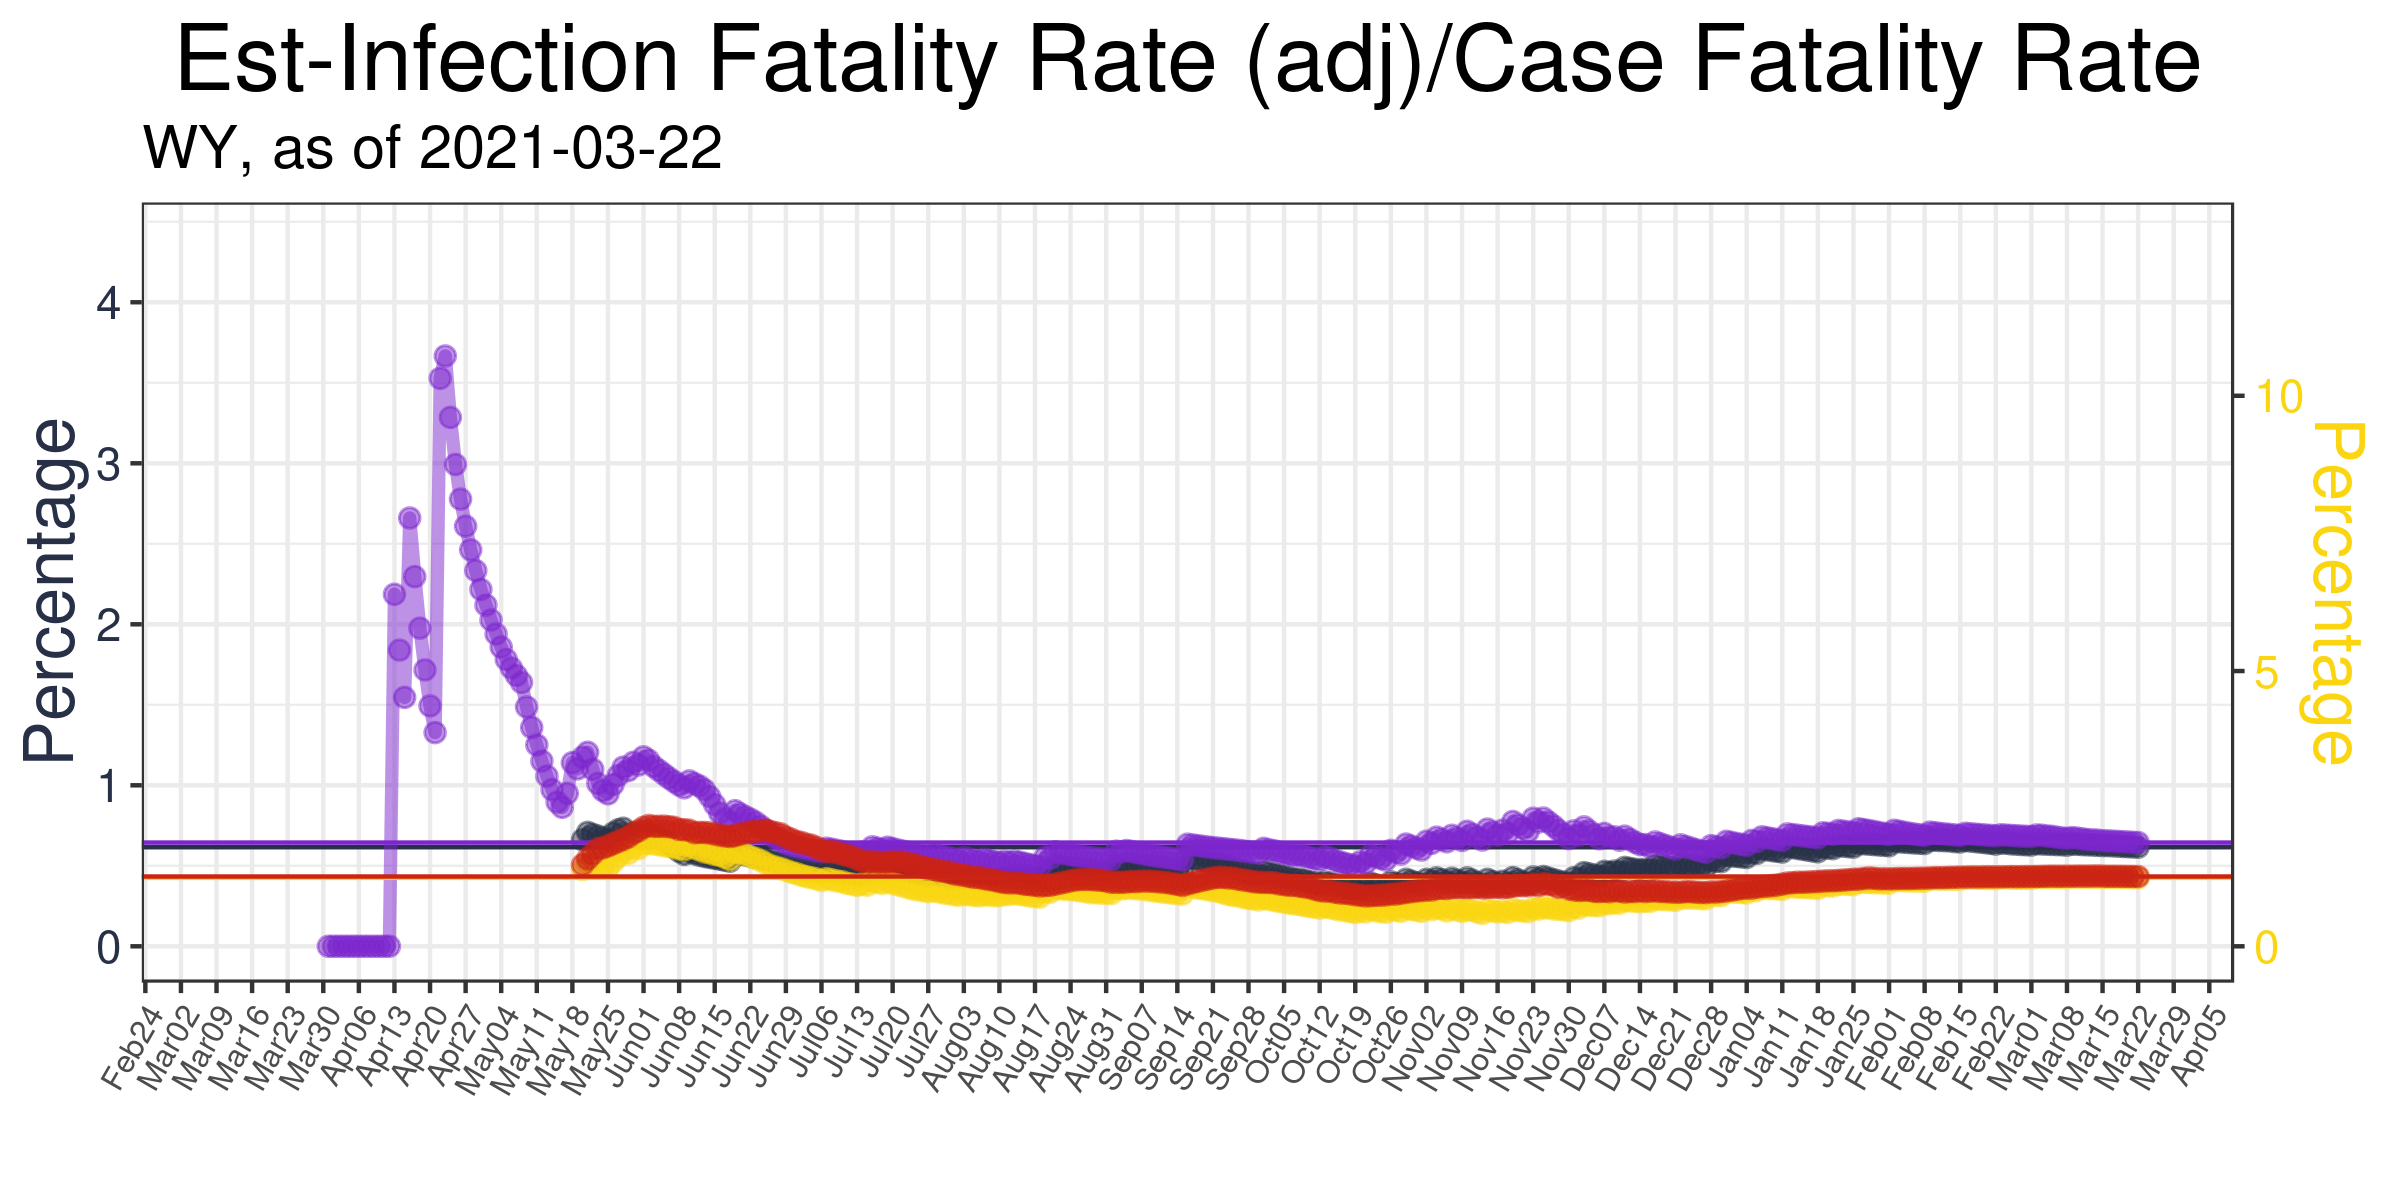 Est-Infection Fatality Rate (adj)/Case Fatality Rate
WY, as of 2021-03-22
Percentage
4
3
2
1
0
10
5
0
Percentage
Feb24
Mar02
Mar09
Mar16
Mar23
Mar30
Apr06
Apr13
Apr20
Apr27
May04
May11
May18
May25
Jun01
Jun08
Jun15
Jun22
Jun29
Jul06
Jul13
Jul20
Jul27
Aug03
Aug10
Aug17
Aug24
Aug31
Sep07
Sep14
Sep21
Sep28
Oct05
Oct12
Oct19
Oct26
Nov02
Nov09
Nov16
Nov23
Nov30
Dec07
Dec14
Dec21
Dec28
Jan04
Jan11
Jan18
Jan25
Feb01
Feb08
Feb15
Feb22
Mar01
Mar08
Mar15
Mar22
Mar29
Apr05